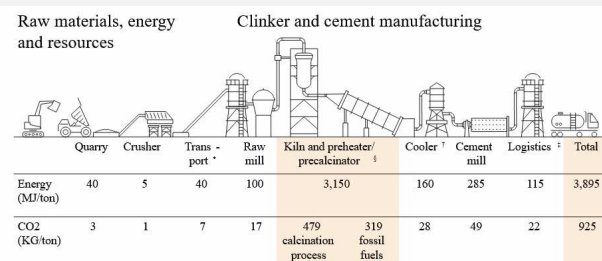 Raw materials, energy and resources
Clinker and cement manufacturing
Quarry Crusher Trans - port * Raw mill Kiln and preheater/ precalcinator § Cooler † Cement mill Logistics ‡ Total
Energy (MJ/ton) 40 5 40 100 3,150 160 285 115 3,895
CO2 (KG/ton) 3 1 7 17 479 calcination process 319 fossil fuels 28 49 22 925